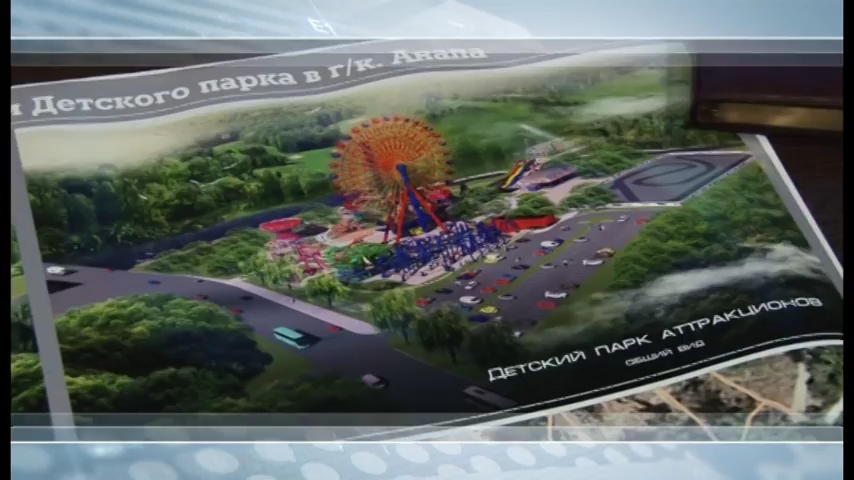 Детского парка в г/к. Анапа
Детский парк аттракционов
общий вид